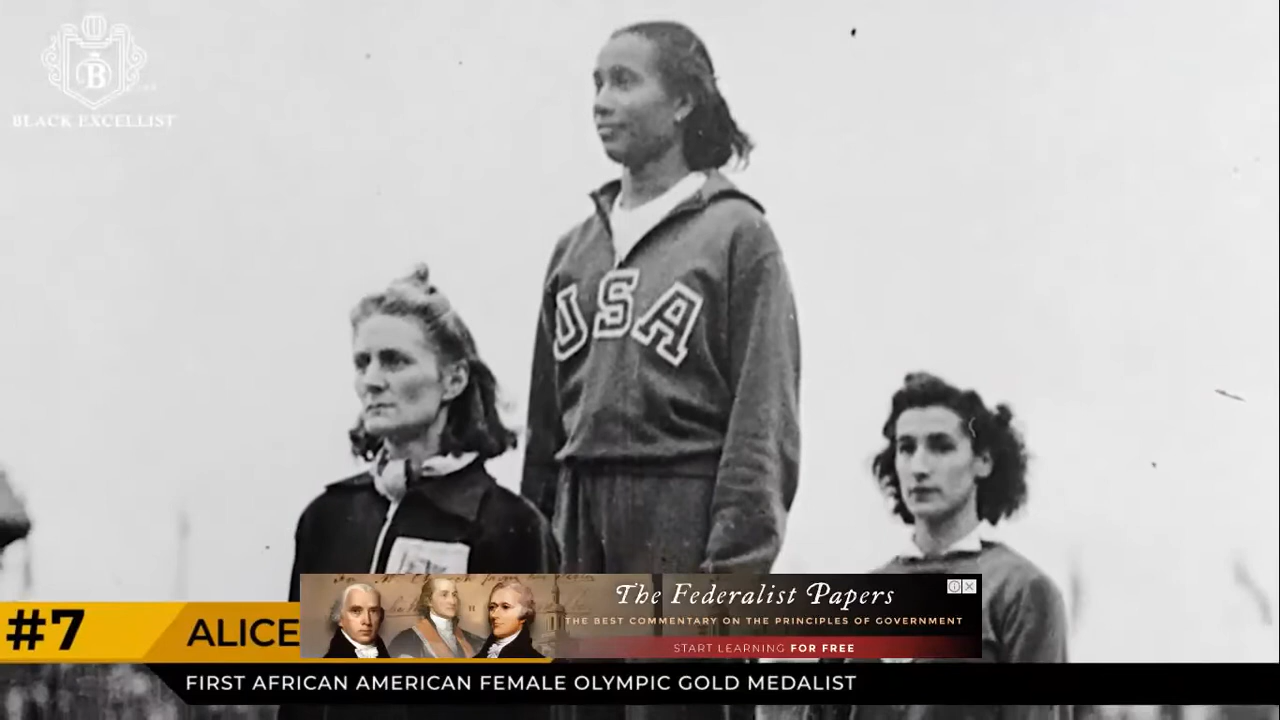 B
BLACK EXCELLIST
USA
The Federalist Papers
THE BEST COMMENTARY ON THE PRINCIPLES OF GOVERNMENT
START LEARNING FOR FREE
#7 ALICE
FIRST AFRICAN AMERICAN FEMALE OLYMPIC GOLD MEDALIST